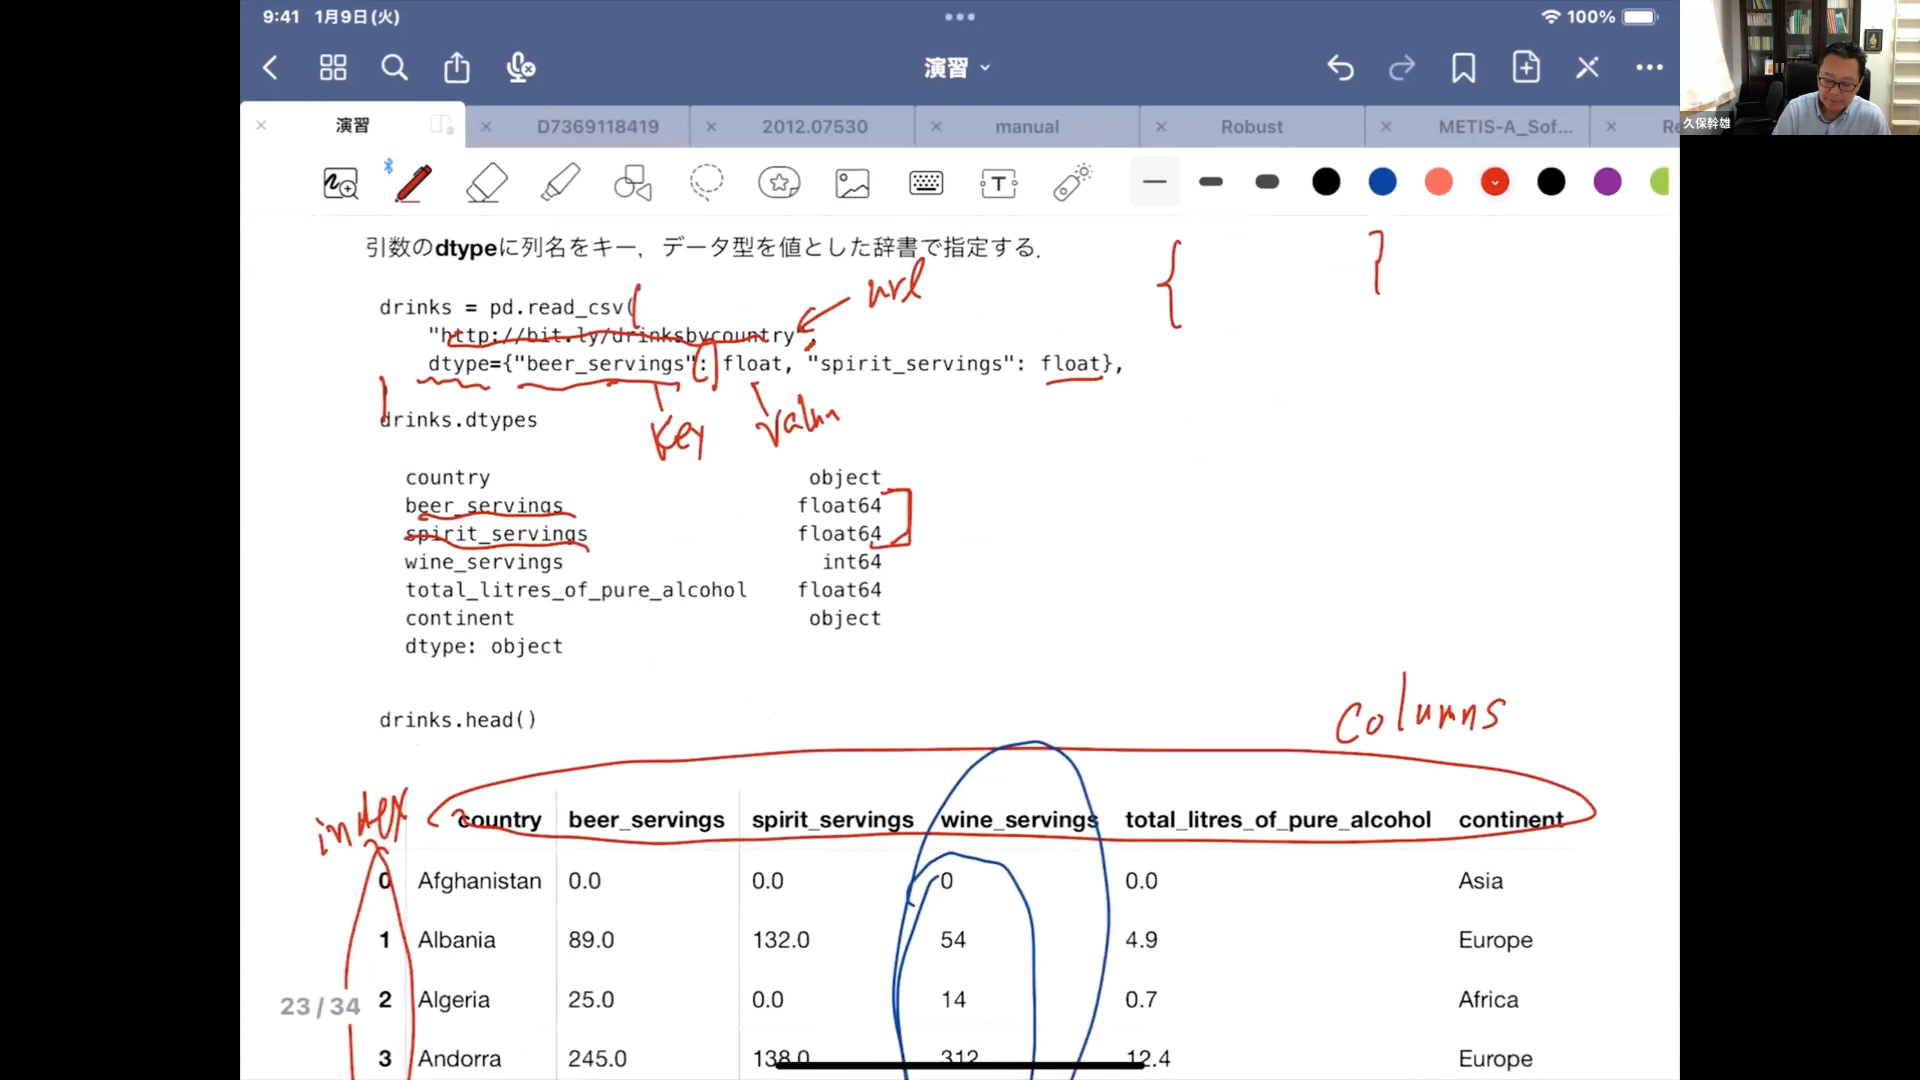 9:41 1月9日(火)
100%
演習
演習 D7369118419 2012.07530 manual Robust METIS-A_Sof... Re
久保幹雄
引数のdtypeに列名をキー，データ型を値とした辞書で指定する．
url
{ }
drinks = pd.read_csv(
"http://bit.ly/drinksbycountry",
dtype={"beer_servings": float, "spirit_servings": float},
)
drinks.dtypes
key
country object
beer_servings float64
spirit_servings float64
wine_servings int64
total_litres_of_pure_alcohol float64
continent object
dtype: object
drinks.head()
columns
index
country beer_servings spirit_servings wine_servings total_litres_of_pure_alcohol continent
0 Afghanistan 0.0 0.0 0 0.0 Asia
1 Albania 89.0 132.0 54 4.9 Europe
2 Algeria 25.0 0.0 14 0.7 Africa
3 Andorra 245.0 138.0 312 12.4 Europe
23 / 34